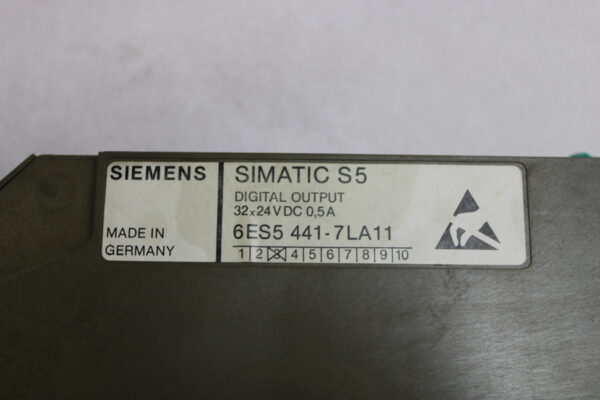 SIEMENS
MADE IN
GERMANY
SIMATIC S5
DIGITAL OUTPUT
32x24VDC 0,5A
6ES5 441-7LA11
1|2|3|4|5|6|7|8|9|10